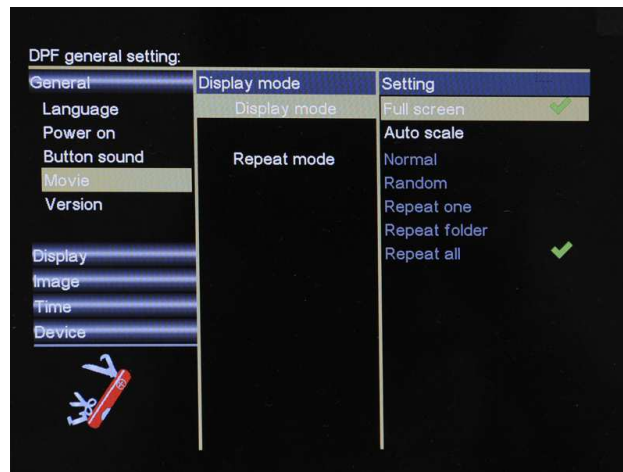 DPF general setting:
General
Language
Power on
Button sound
Movie
Version
Display
Image
Time
Device
Display mode
Display mode
Repeat mode
Setting
Full screen
Auto scale
Normal
Random
Repeat one
Repeat folder
Repeat all